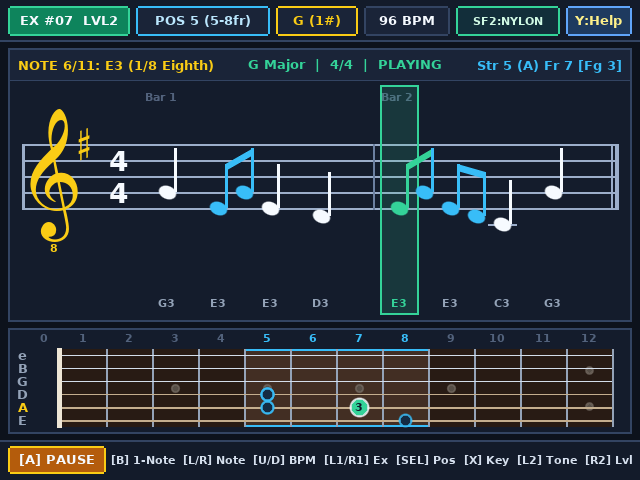 EX #07 LVL2 POS 5 (5-8fr) G (1#) 96 BPM SF2:NYLON Y:Help
NOTE 6/11: E3 (1/8 Eighth) G Major | 4/4 | PLAYING Str 5 (A) Fr 7 [Fg 3]
Bar 1 Bar 2
4
4
8
G3 E3 E3 D3 E3 E3 C3 G3
0 1 2 3 4 5 6 7 8 9 10 11 12
e
B
G
D
A 3
E
[A] PAUSE [B] 1-Note [L/R] Note [U/D] BPM [L1/R1] Ex [SEL] Pos [X] Key [L2] Tone [R2] Lvl